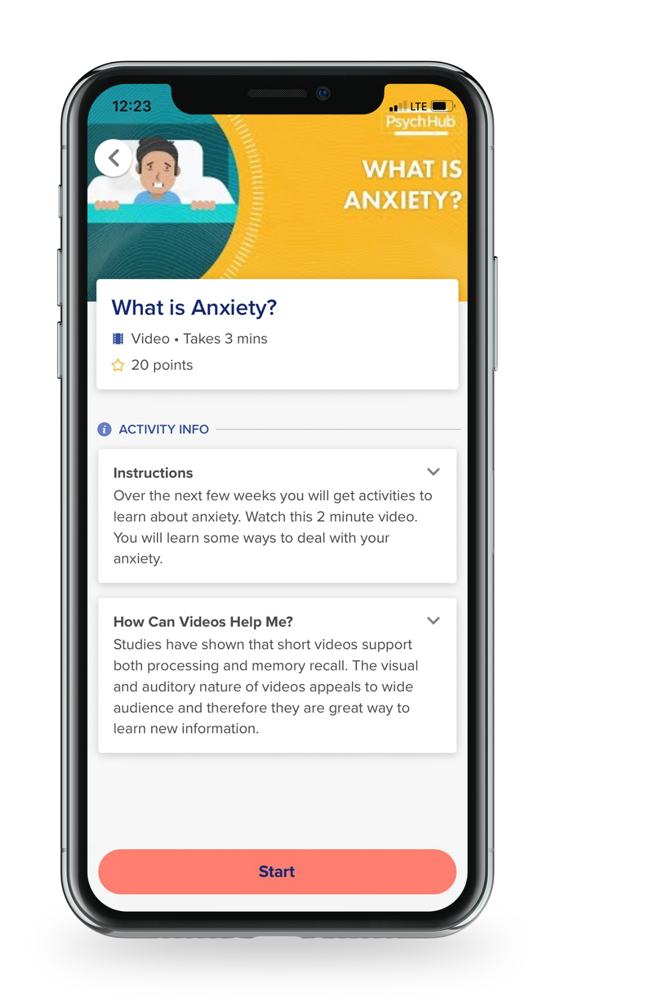 12:23
LTE
PsychHub
WHAT IS
ANXIETY?
What is Anxiety?
Video • Takes 3 mins
20 points
ACTIVITY INFO
Instructions
Over the next few weeks you will get activities to
learn about anxiety. Watch this 2 minute video.
You will learn some ways to deal with your
anxiety.
How Can Videos Help Me?
Studies have shown that short videos support
both processing and memory recall. The visual
and auditory nature of videos appeals to wide
audience and therefore they are great way to
learn new information.
Start